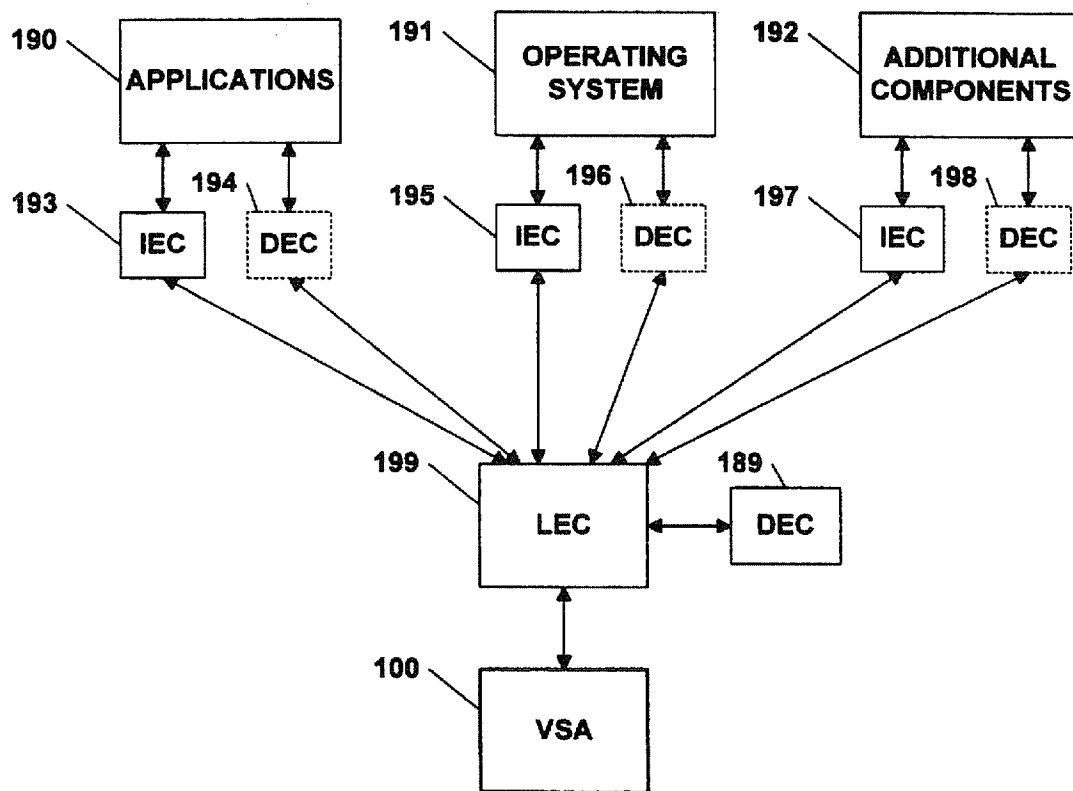 190
APPLICATIONS
191
OPERATING
SYSTEM
192
ADDITIONAL
COMPONENTS
193
IEC
194
DEC
195
IEC
196
DEC
197
IEC
198
DEC
199
LEC
189
DEC
100
VSA